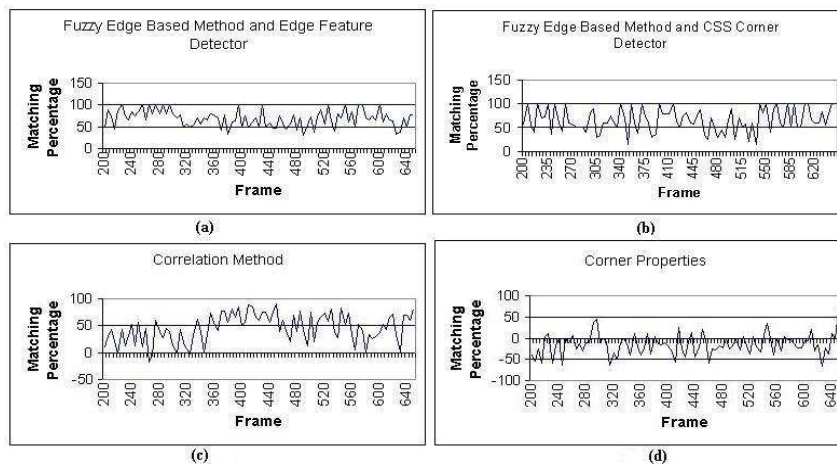 Fuzzy Edge Based Method and Edge Feature
Detector
Matching
Percentage
150
100
50
0
200 240 280 320 360 400 440 480 520 560 600 640
Frame
(a)
Fuzzy Edge Based Method and CSS Corner
Detector
Matching
Percentage
150
100
50
0
200 235 270 305 340 375 410 445 480 515 550 585 620
Frame
(b)
Correlation Method
Matching
Percentage
100
50
0
-50
200 240 280 320 360 400 440 480 520 560 600 640
Frame
(c)
Corner Properties
Matching
Percentage
100
50
0
-50
-100
200 240 280 320 360 400 440 480 520 560 600 640
Frame
(d)